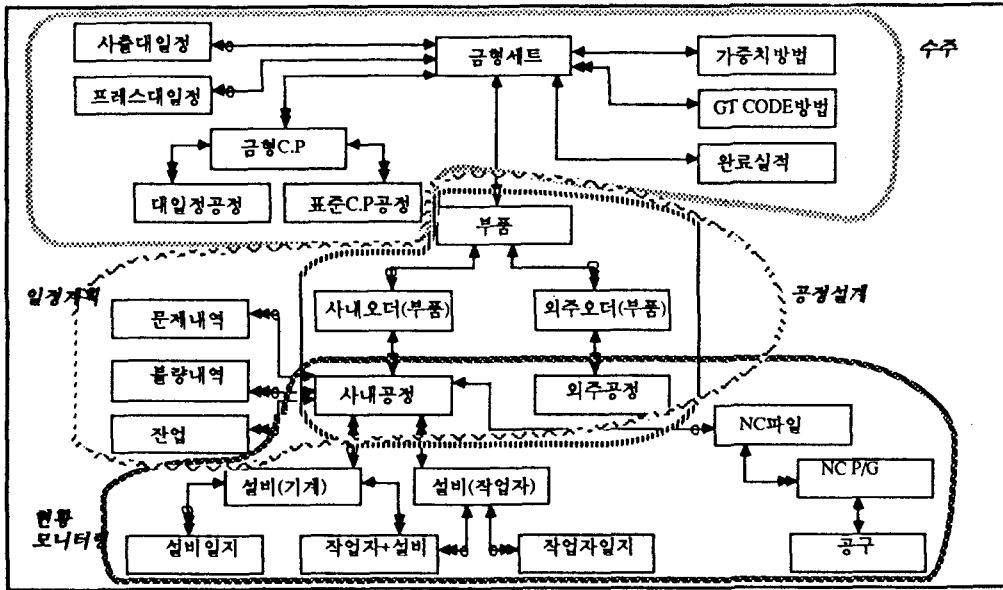 사출대일정
금형세트
가중치방법
수주
프레스대일정
GT CODE방법
금형C.P
완료실적
대일정공정
표준C.P공정
부품
일정계획
공정설계
사내오더(부품)
외주오더(부품)
문제내역
불량내역
사내공정
외주공정
잔업
NC파일
설비(기계)
설비(작업자)
NC P/G
현황
모니터링
설비일지
작업자+설비
작업자일지
공구